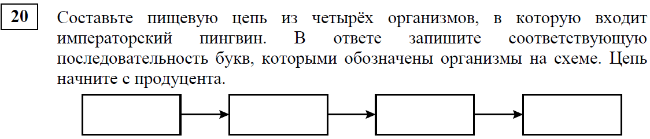 20 Составьте пищевую цепь из четырёх организмов, в которую входит
императорский пингвин. В ответе запишите соответствующую
последовательность букв, которыми обозначены организмы на схеме. Цепь
начните с продуцента.